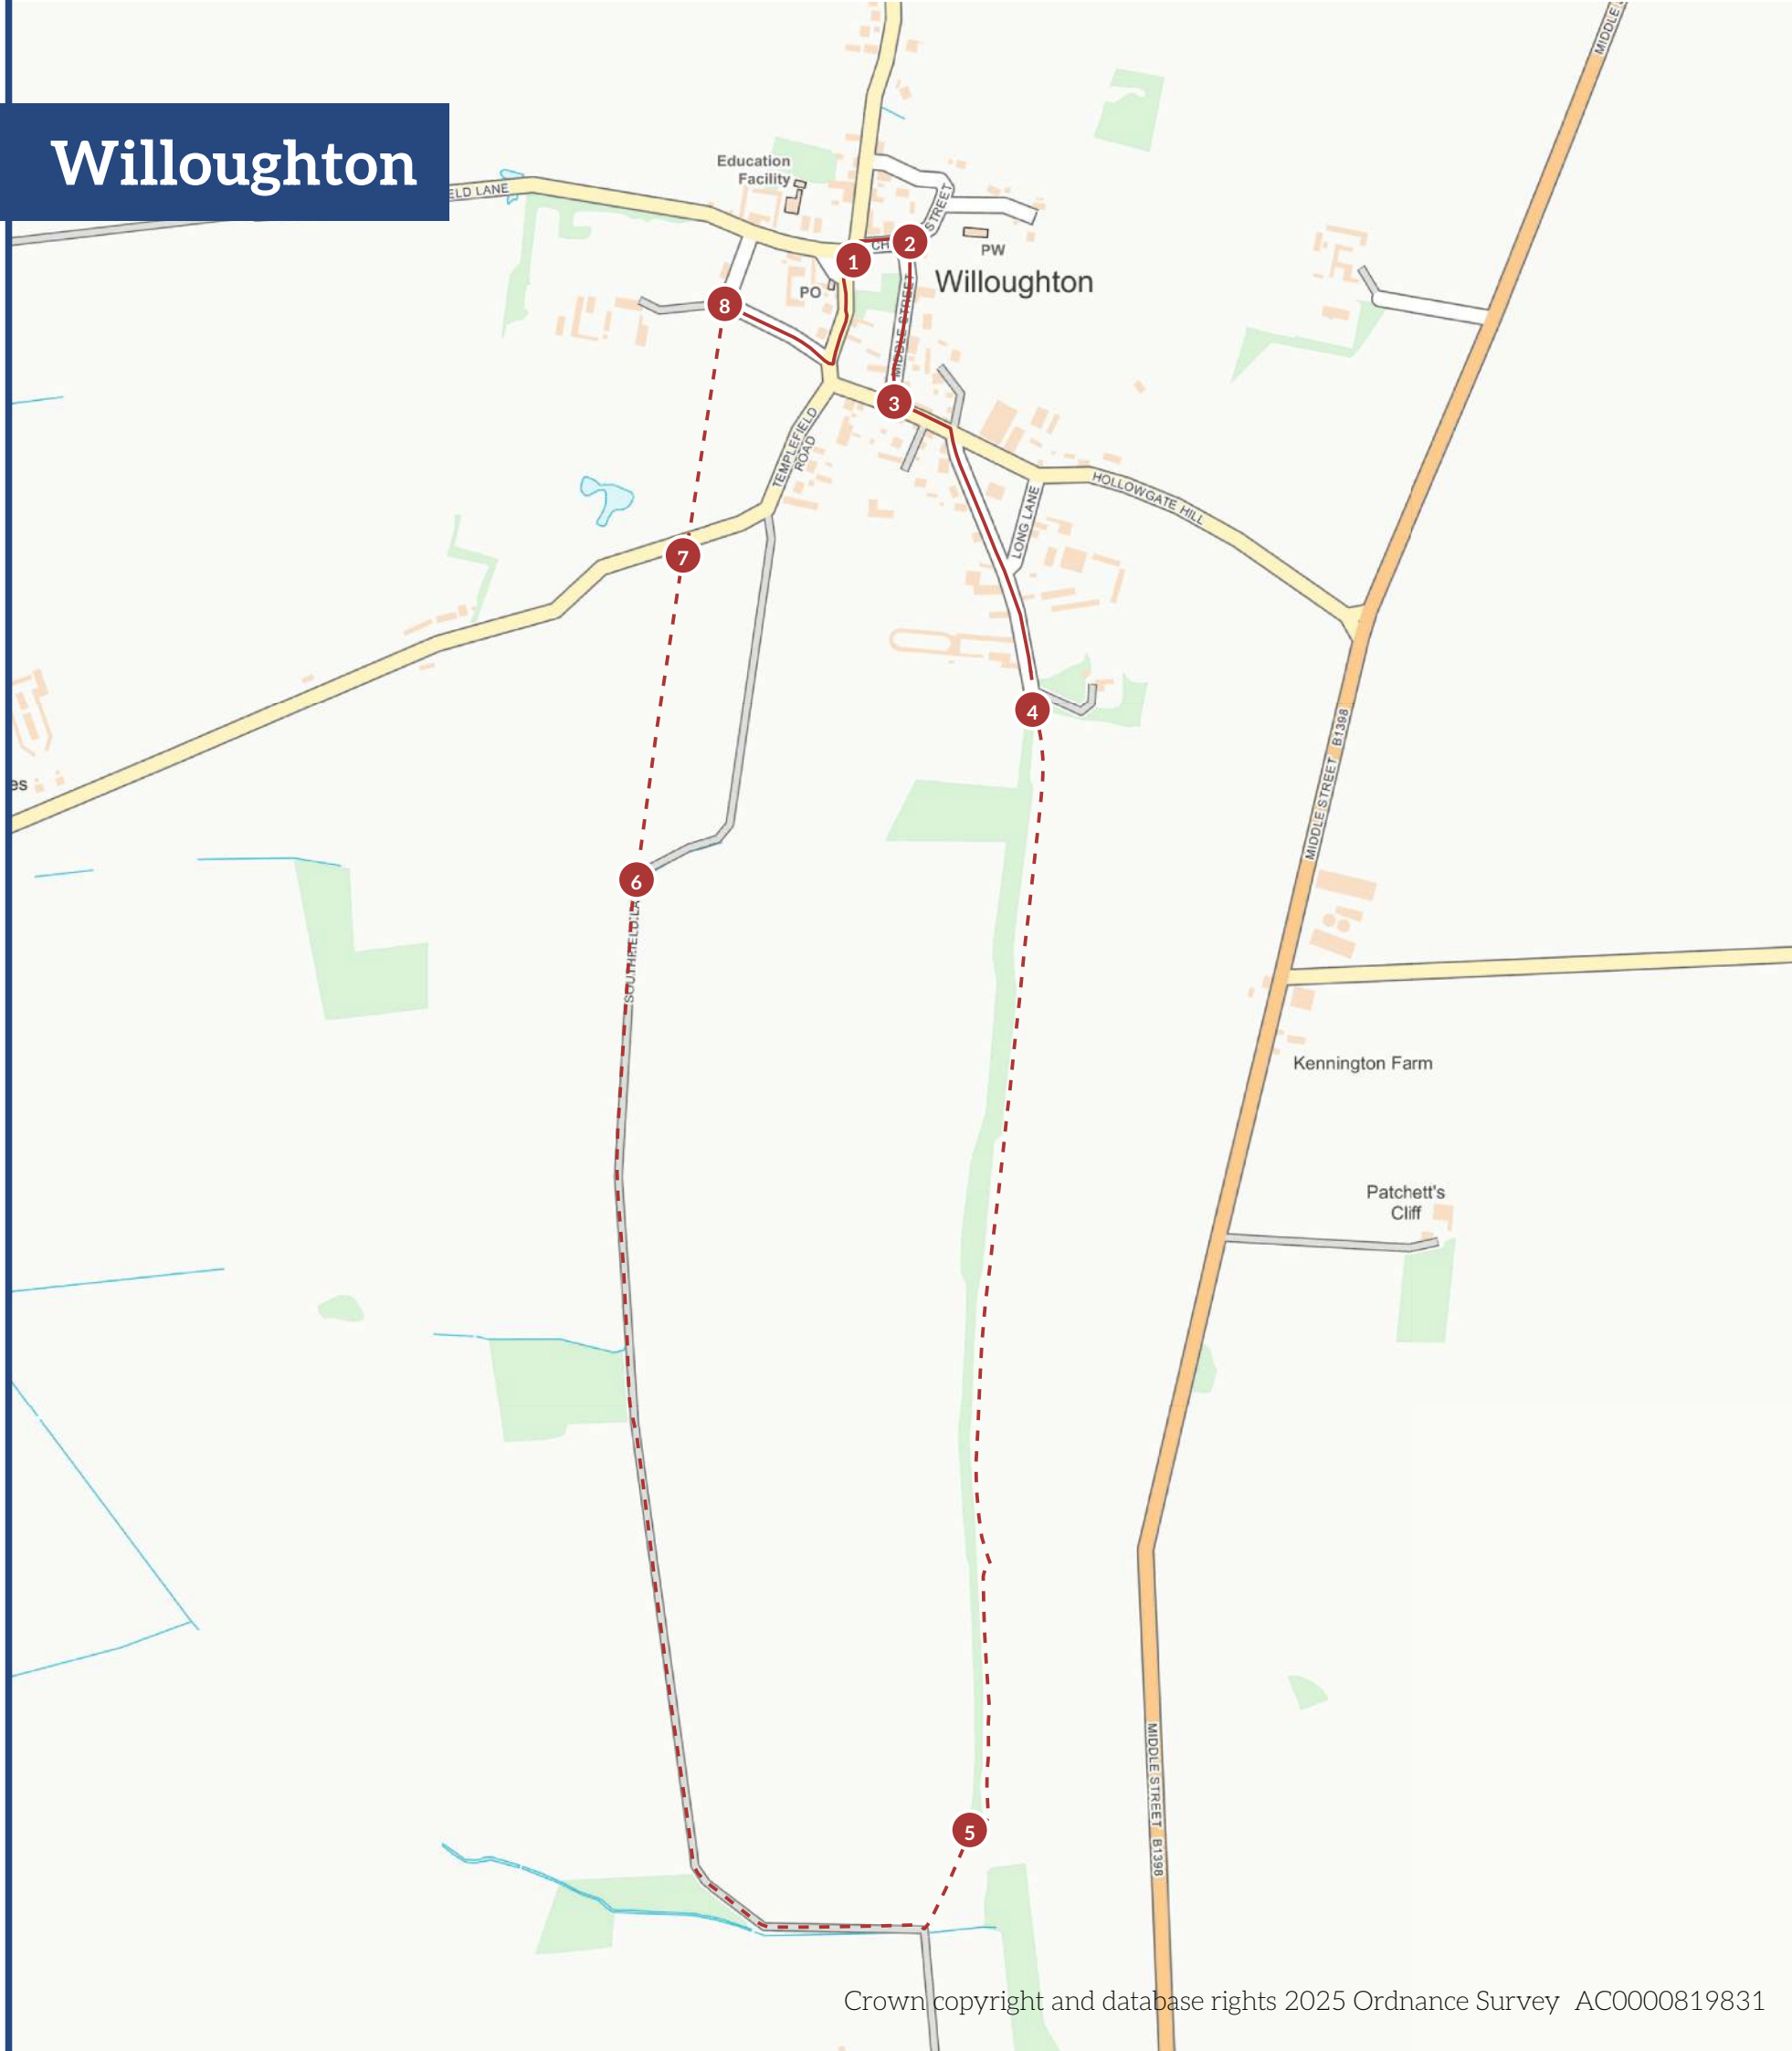 Willoughton
MIDDLE
ELD LANE
Education
Facility
STREET
CH
1
2
PW
PO
Willoughton
8
MIDDLE STREET
3
TEMPLEFIELD
ROAD
HOLLOWGATE HILL
LONG LANE
7
4
MIDDLE STREET B1398
es
6
SOUTHFIELD LA
Kennington Farm
Patchett's
Cliff
MIDDLE STREET B1398
5
Crown copyright and database rights 2025 Ordnance Survey AC0000819831